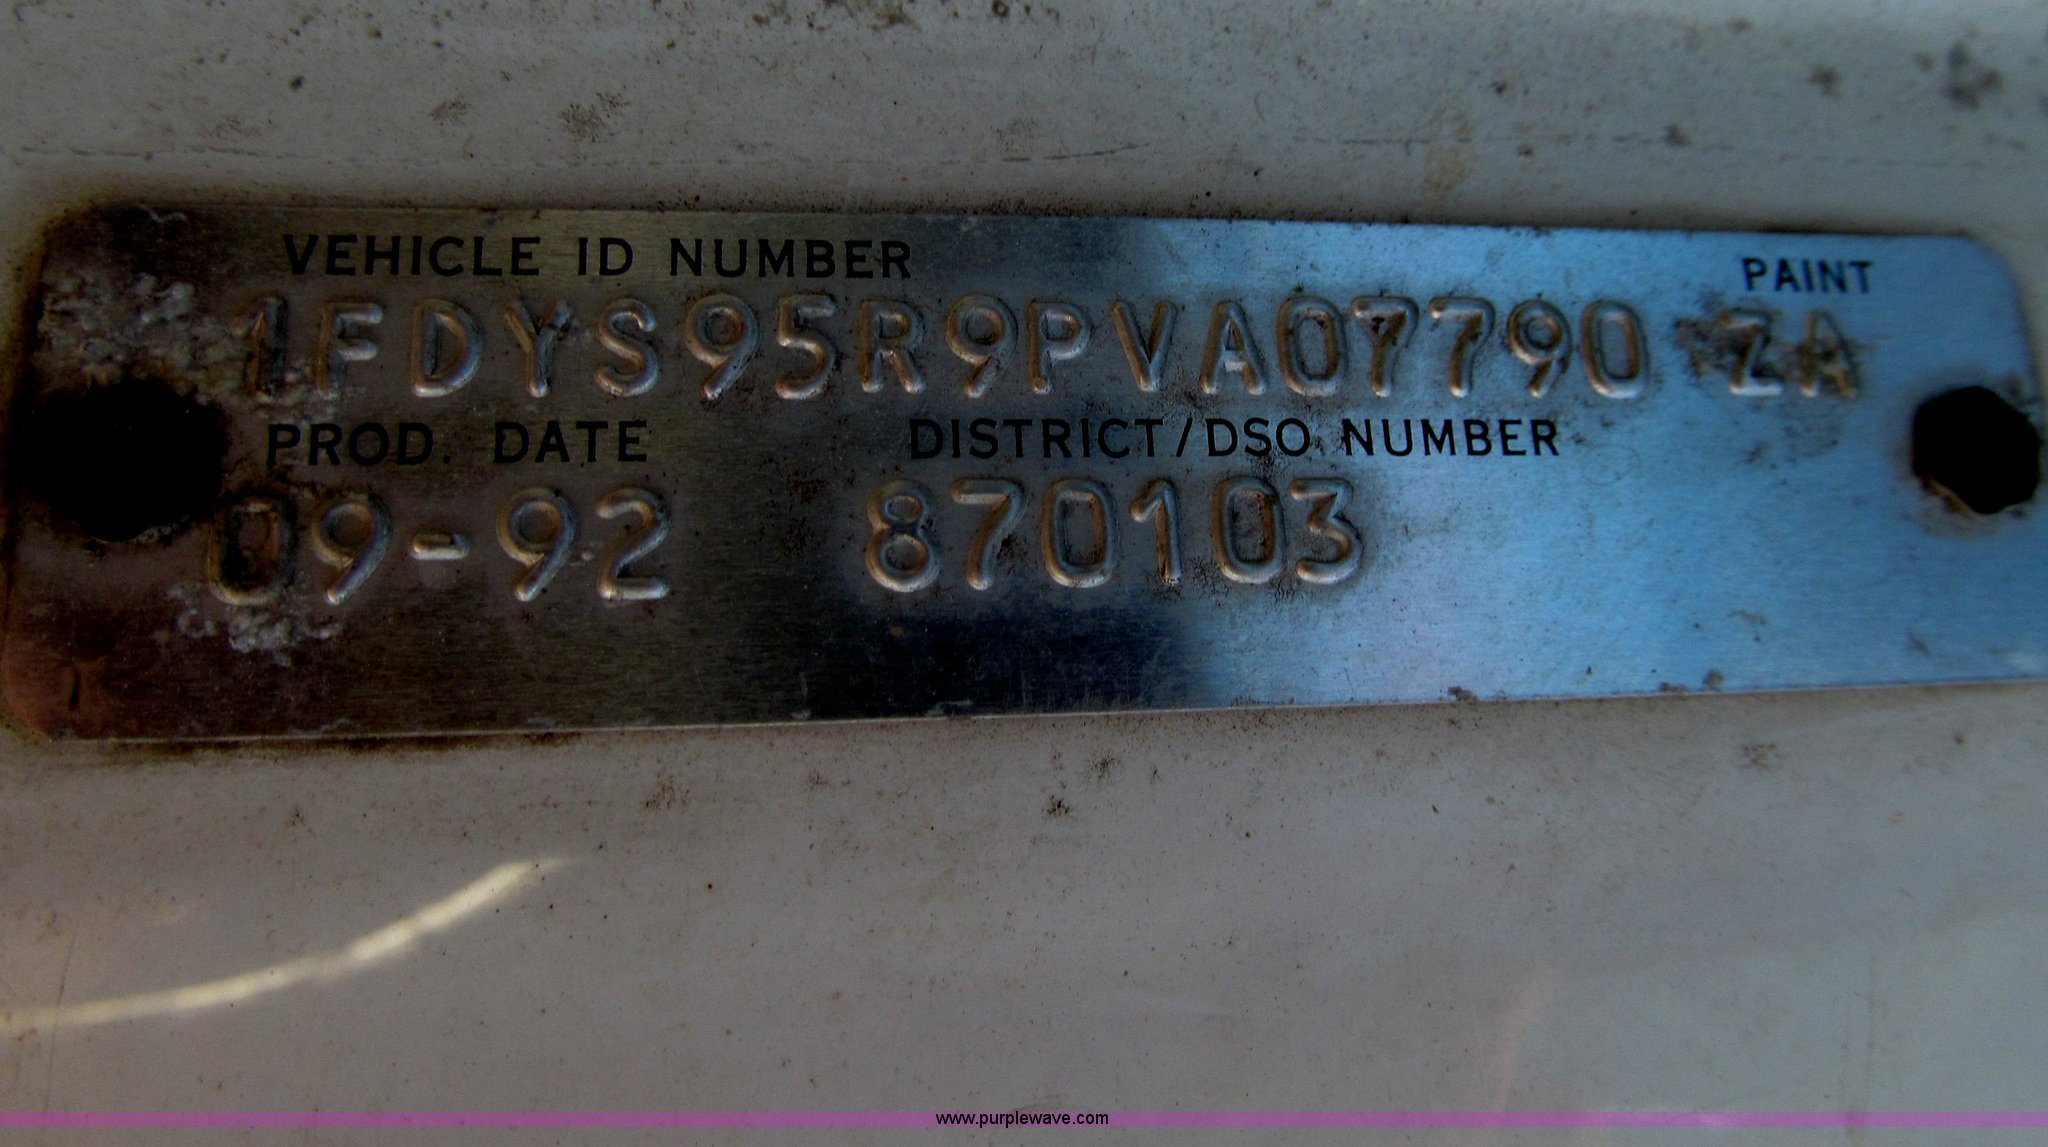 VEHICLE ID NUMBER PAINT
1FDYS95R9PVA07790 ZA
PROD. DATE DISTRICT/DSO NUMBER
09-92 870103
www.purplewave.com